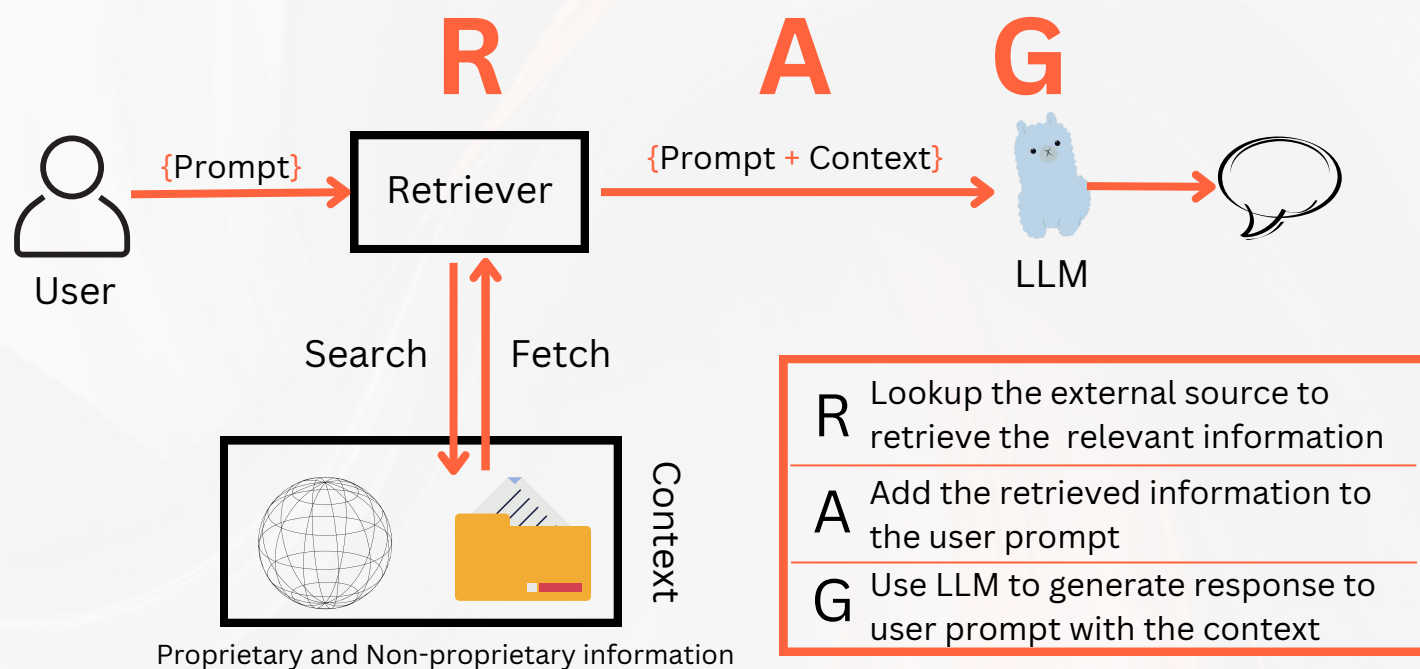 R A G
{Prompt}
Retriever
{Prompt + Context}
User
LLM
Search
Fetch
Context
Proprietary and Non-proprietary information
R
Lookup the external source to
retrieve the relevant information
A
Add the retrieved information to
the user prompt
G
Use LLM to generate response to
user prompt with the context